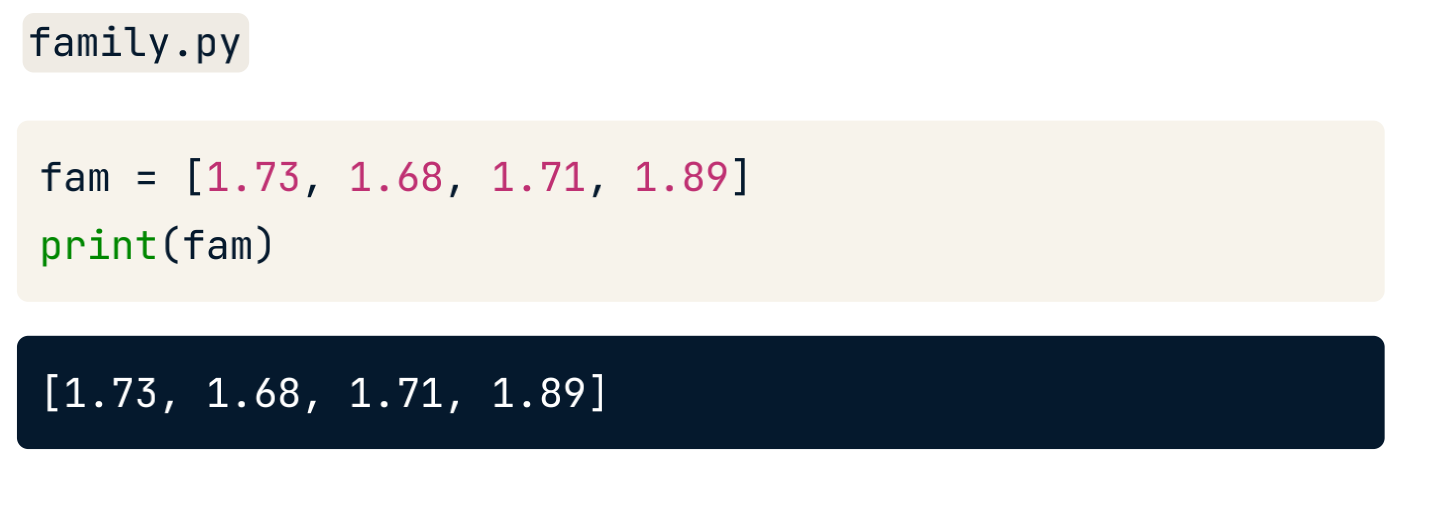 family.py
fam = [1.73, 1.68, 1.71, 1.89]
print(fam)
[1.73, 1.68, 1.71, 1.89]